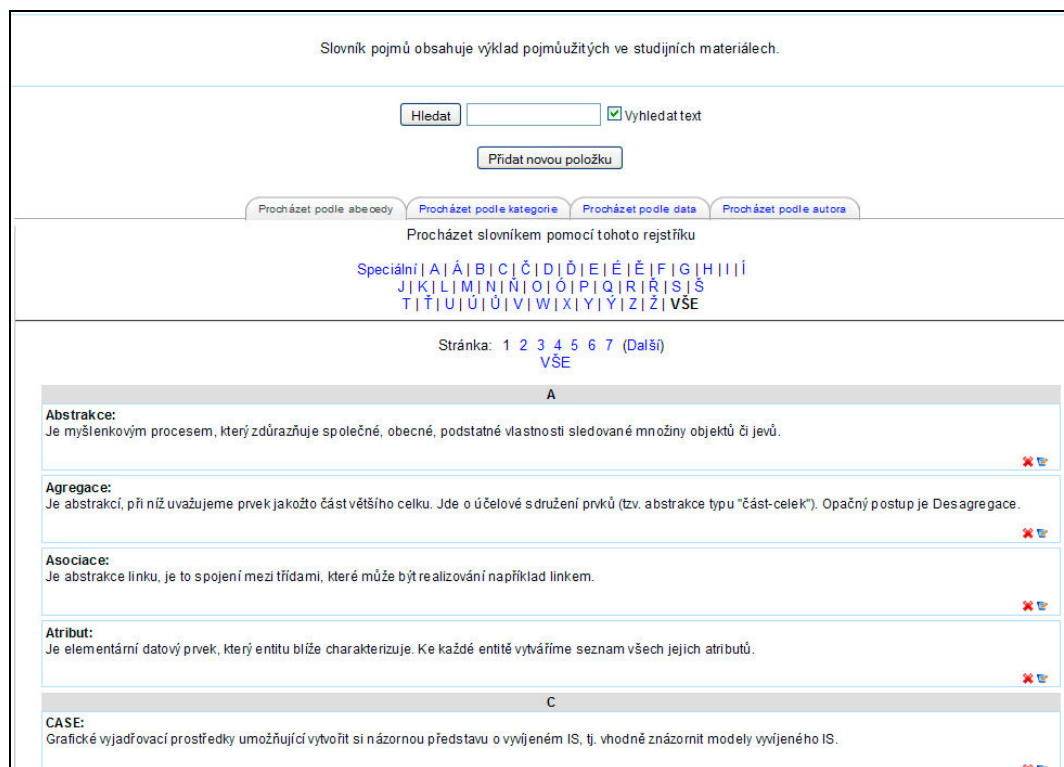 Slovník pojmů obsahuje výklad pojmůužitých ve studijních materiálech.
Hledat Vyhledat text
Přidat novou položku
Procházet podle abecedy Procházet podle kategorie Procházet podle data Procházet podle autora
Procházet slovníkem pomocí tohoto rejstříku
Speciální | A | Á | B | C | Č | D | Ď | E | É | Ě | F | G | H | I | Í
J | K | L | M | N | Ň | O | Ó | P | Q | R | Ř | S | Š
T | Ť | U | Ú | Ů | V | W | X | Y | Ý | Z | Ž | VŠE
Stránka: 1 2 3 4 5 6 7 (Další)
VŠE
A
Abstrakce:
Je myšlenkovým procesem, který zdůrazňuje společné, obecné, podstatné vlastnosti sledované množiny objektů či jevů.
Agregace:
Je abstrakcí, při níž uvažujeme prvek jakožto část většího celku. Jde o účelové sdružení prvků (tzv. abstrakce typu "část-celek"). Opačný postup je Desagregace.
Asociace:
Je abstrakce linku, je to spojení mezi třídami, které může být realizování například linkem.
Atribut:
Je elementární datový prvek, který entitu blíže charakterizuje. Ke každé entitě vytváříme seznam všech jejich atributů.
C
CASE:
Grafické vyjadřovací prostředky umožňující vytvořit si názornou představu o vyvíjeném IS, tj. vhodně znázornit modely vyvíjeného IS.